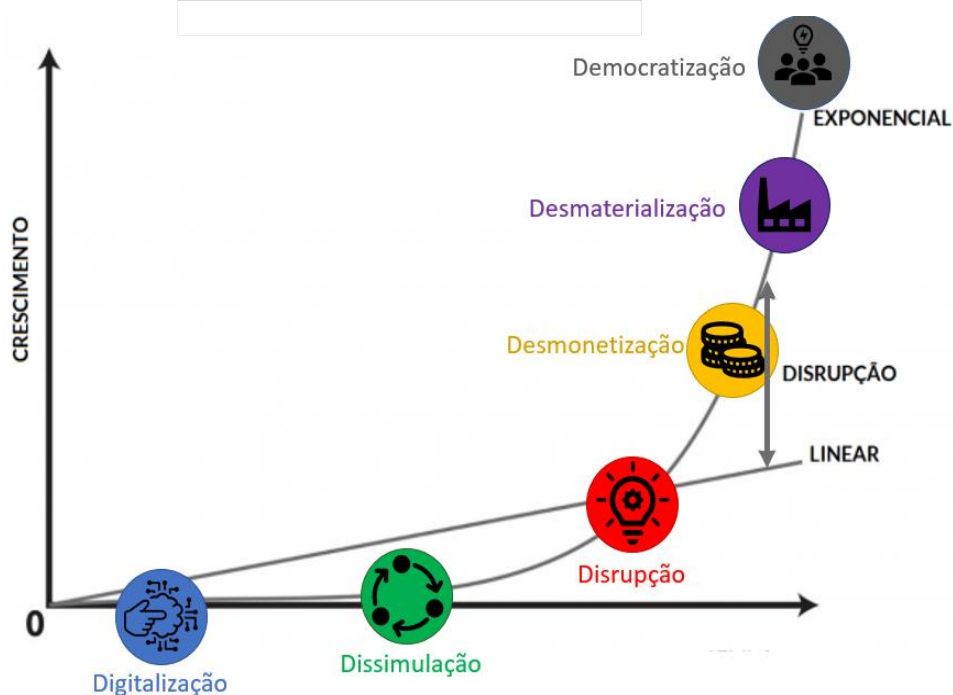 Democratização
EXPONENCIAL
Desmaterialização
CRESCIMENTO
Desmonetização
DISRUPÇÃO
LINEAR
Disrupção
0
Dissimulação
Digitalização